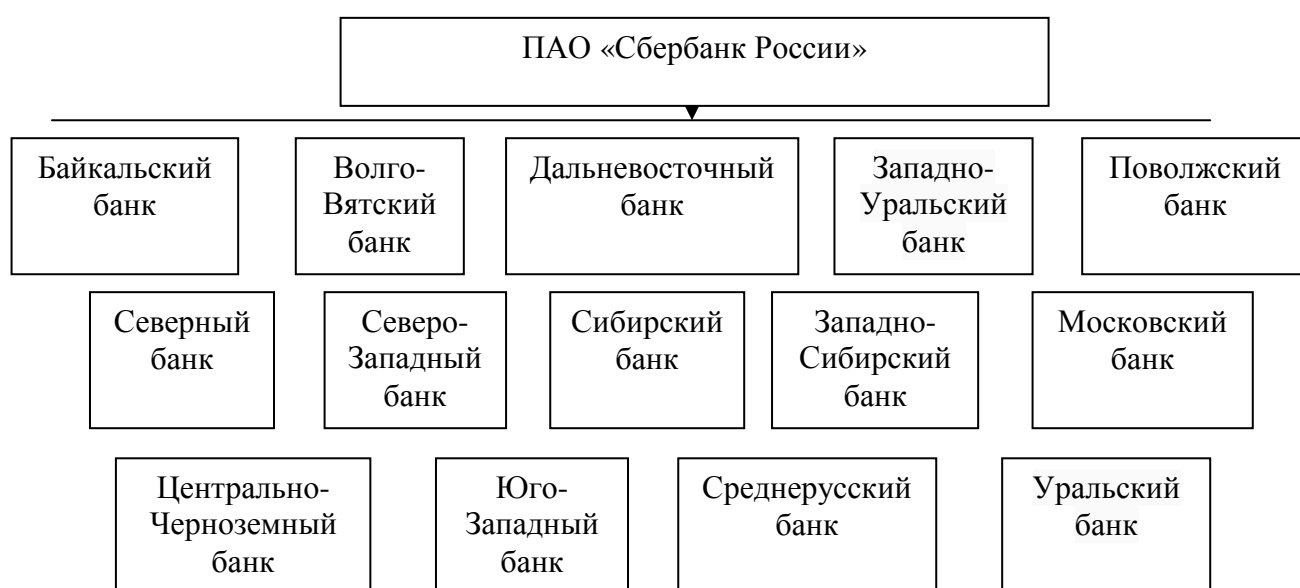 ПАО «Сбербанк России»
Байкальский
банк
Волго-
Вятский
банк
Дальневосточный
банк
Западно-
Уральский
банк
Поволжский
банк
Северный
банк
Северо-
Западный
банк
Сибирский
банк
Западно-
Сибирский
банк
Московский
банк
Центрально-
Черноземный
банк
Юго-
Западный
банк
Среднерусский
банк
Уральский
банк